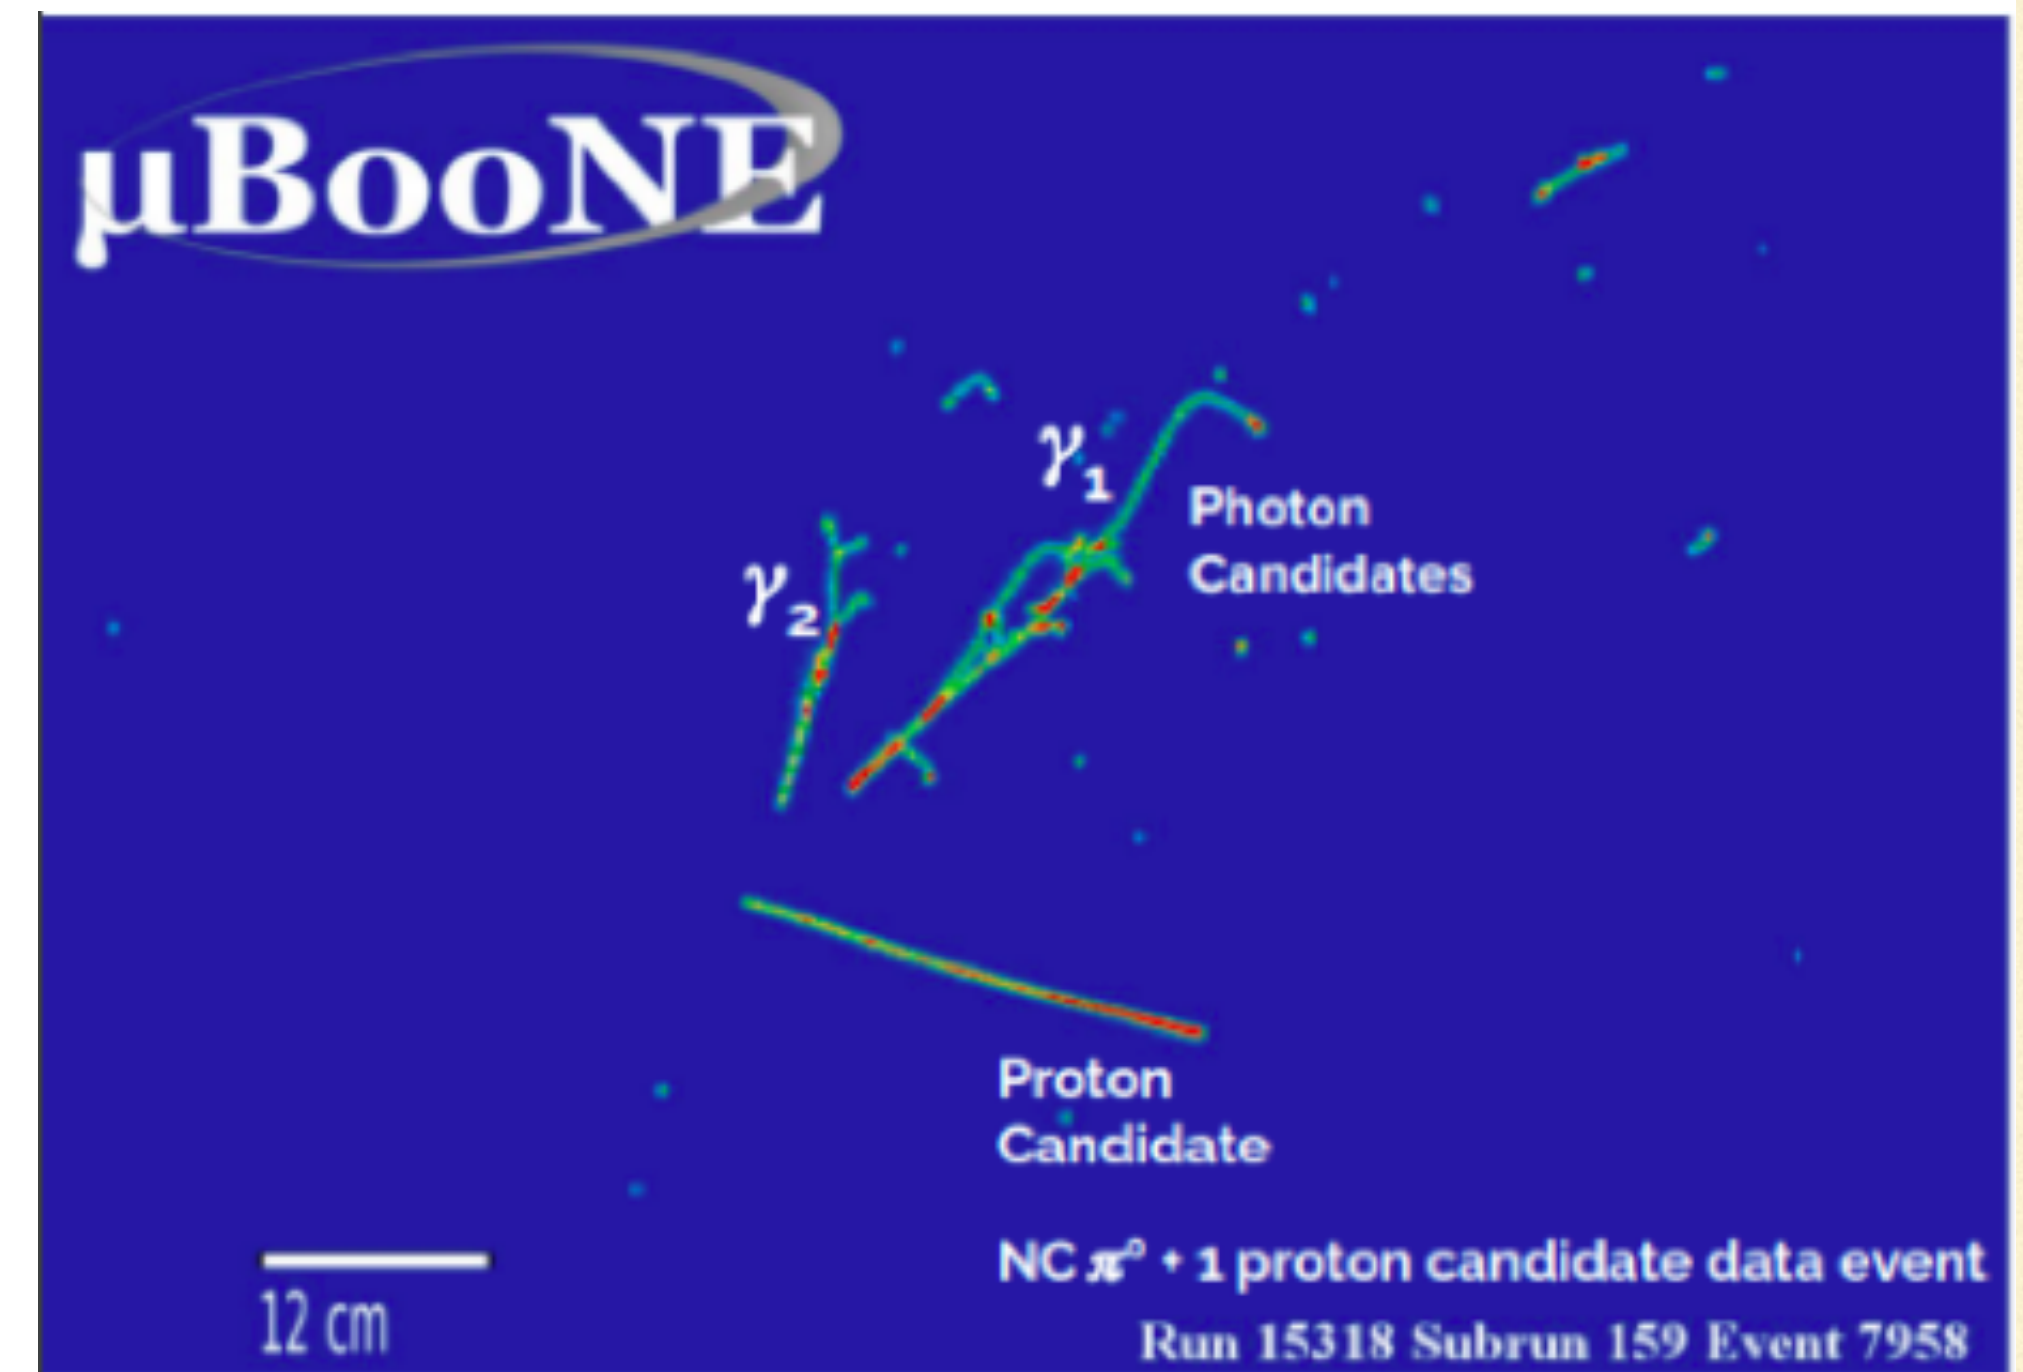 µBooNE
γ1
Photon
Candidates
γ2
Proton
Candidate
NC π⁰ + 1 proton candidate data event
12 cm
Run 15318 Subrun 159 Event 7958